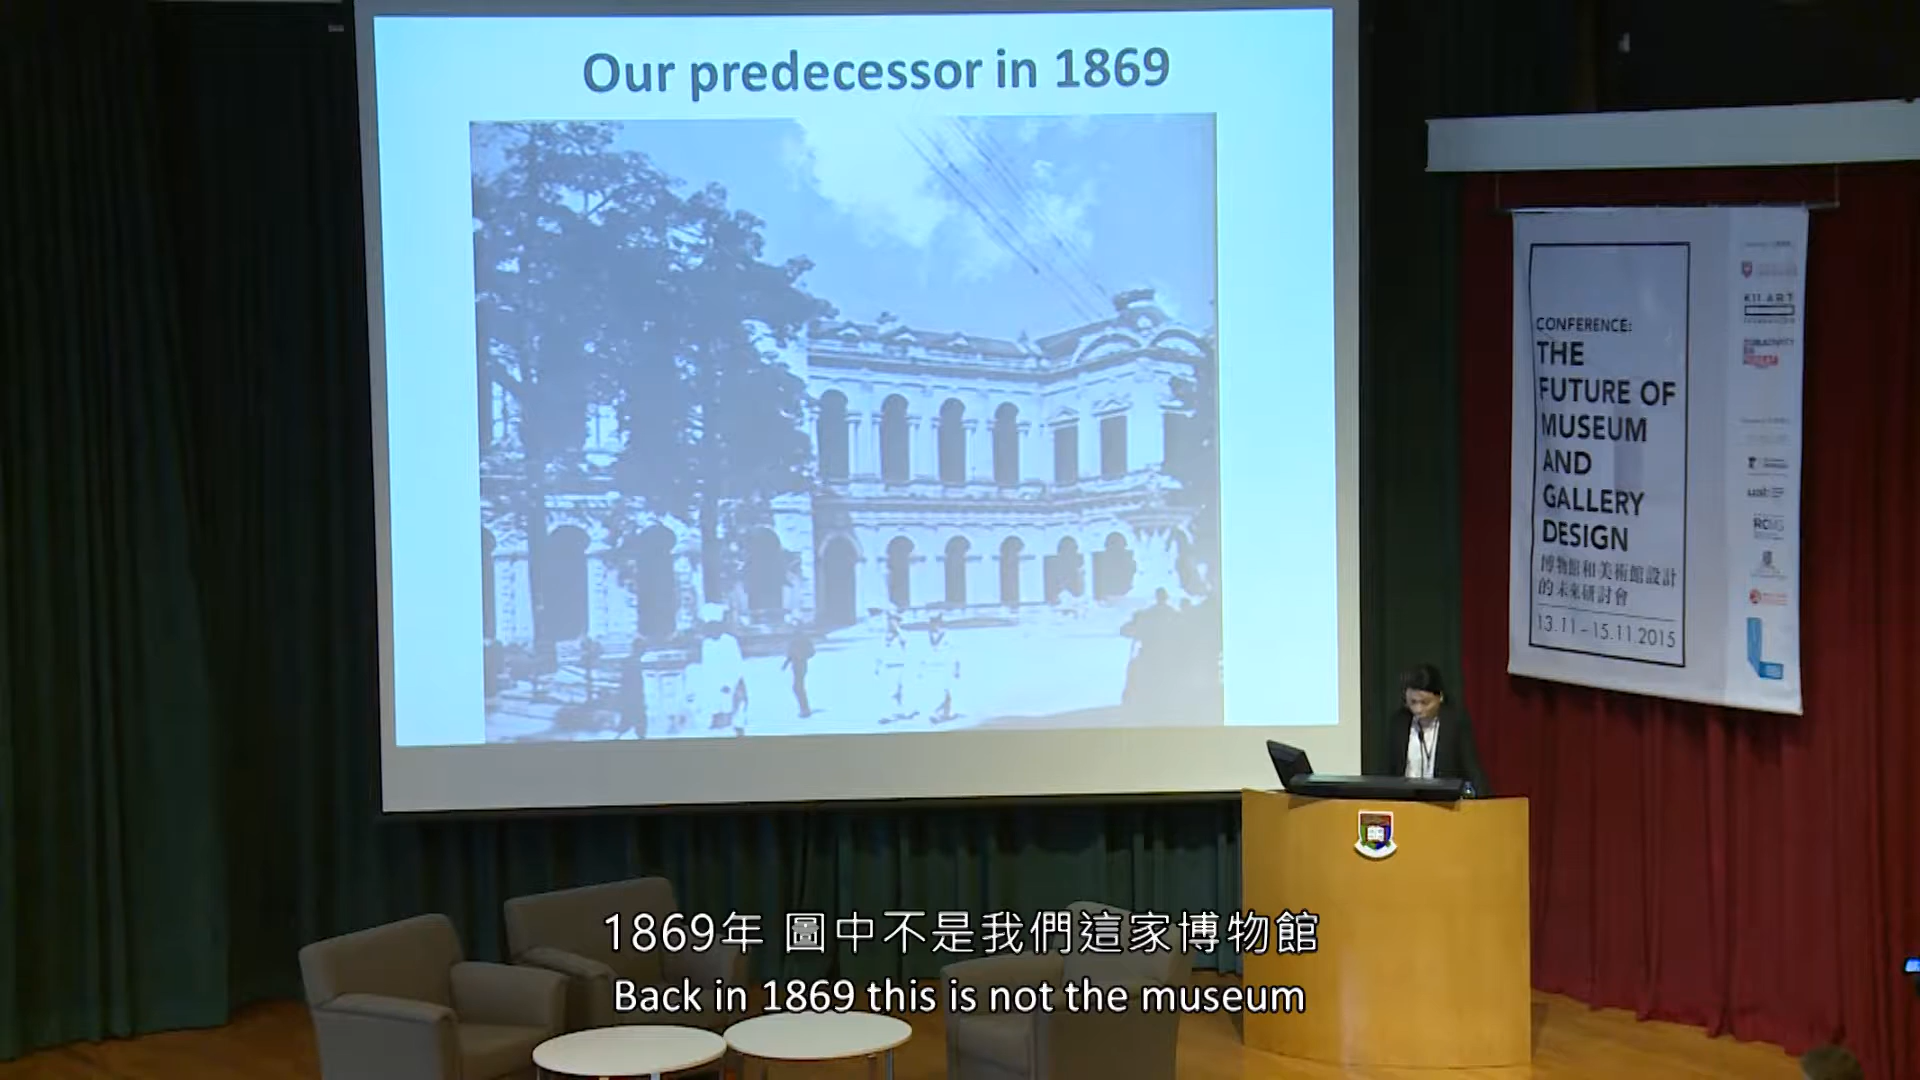 Our predecessor in 1869
CONFERENCE:
THE
FUTURE OF
MUSEUM
AND
GALLERY
DESIGN
博物館和美術館設計
的未來研討會
13.11 - 15.11.2015
1869年 圖中不是我們這家博物館
Back in 1869 this is not the museum